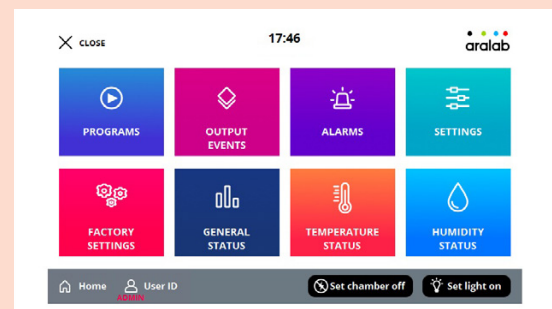 CLOSE
17:46
aralab
PROGRAMS
OUTPUT
EVENTS
ALARMS
SETTINGS
FACTORY
SETTINGS
GENERAL
STATUS
TEMPERATURE
STATUS
HUMIDITY
STATUS
Home
User ID
ADMIN
Set chamber off
Set light on